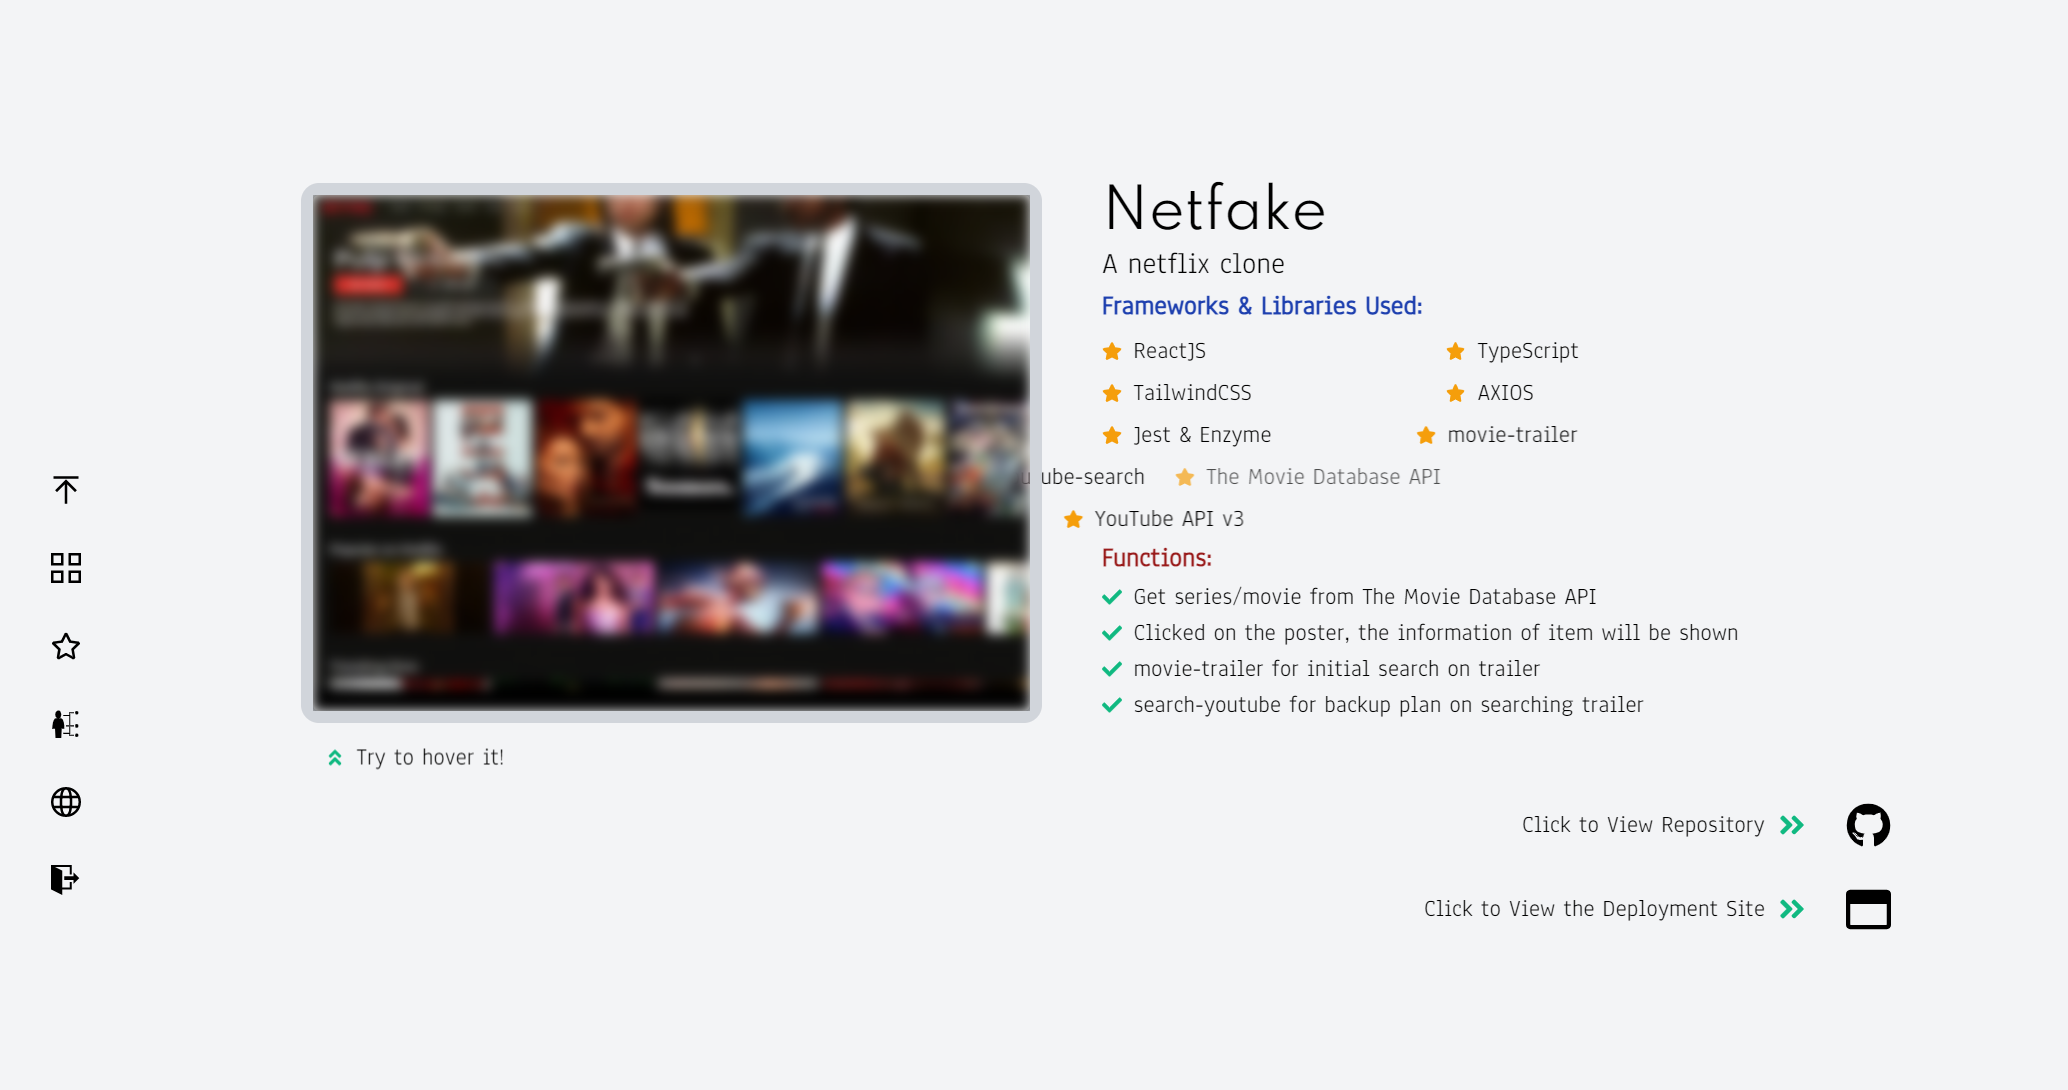 Netfake
A netflix clone
Frameworks & Libraries Used:
ReactJS TypeScript
TailwindCSS AXIOS
Jest & Enzyme movie-trailer
utube-search The Movie Database API
YouTube API v3
Functions:
Get series/movie from The Movie Database API
Clicked on the poster, the information of item will be shown
movie-trailer for initial search on trailer
search-youtube for backup plan on searching trailer
Try to hover it!
Click to View Repository
Click to View the Deployment Site